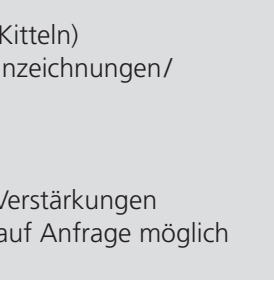 Kitteln)
nzeichnungen/
Verstärkungen
auf Anfrage möglich